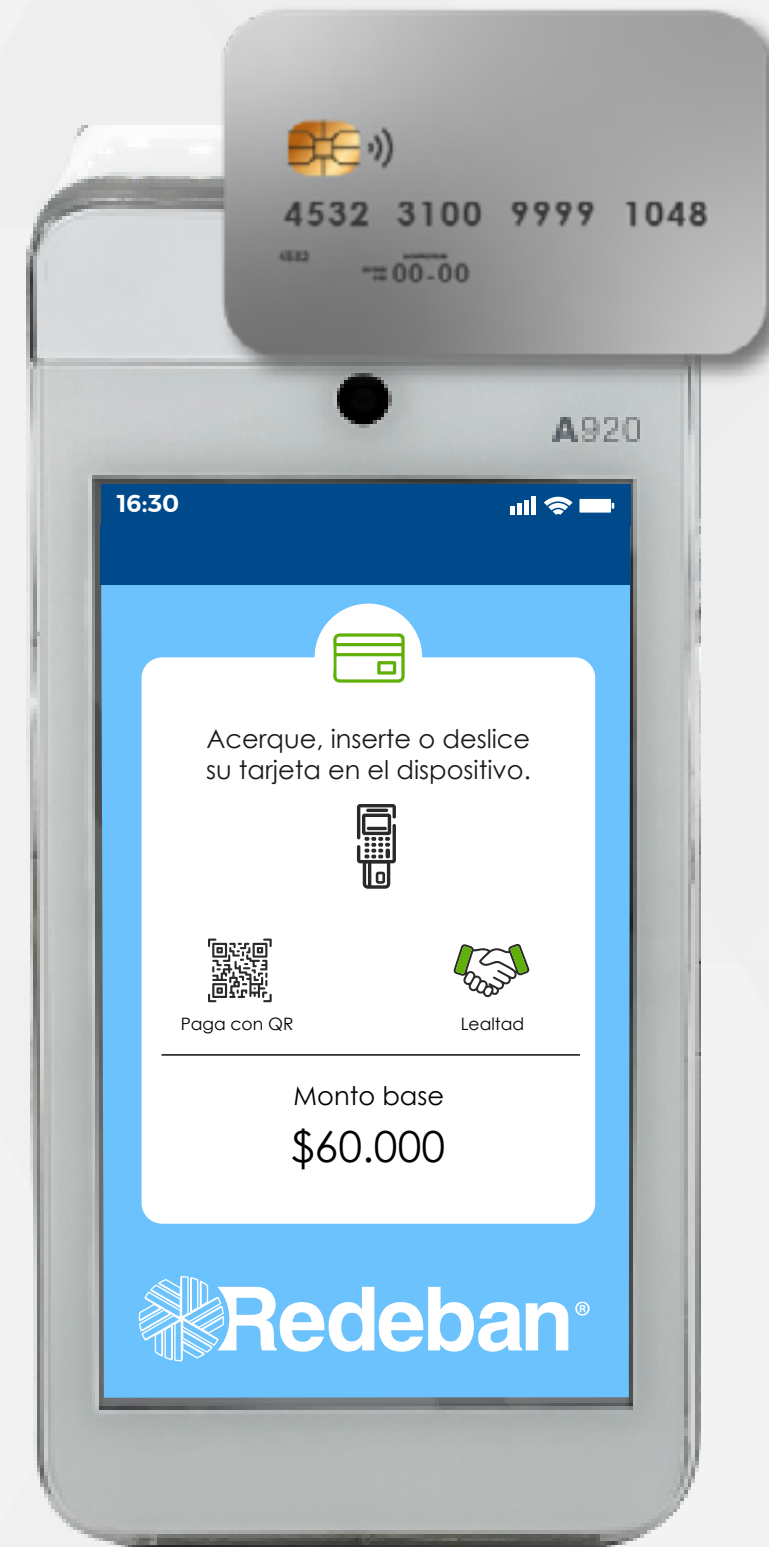 4532 3100 9999 1048
4532
00-00
A920
16:30
Acerque, inserte o deslice
su tarjeta en el dispositivo.
Paga con QR
Lealtad
Monto base
$60.000
Redeban®